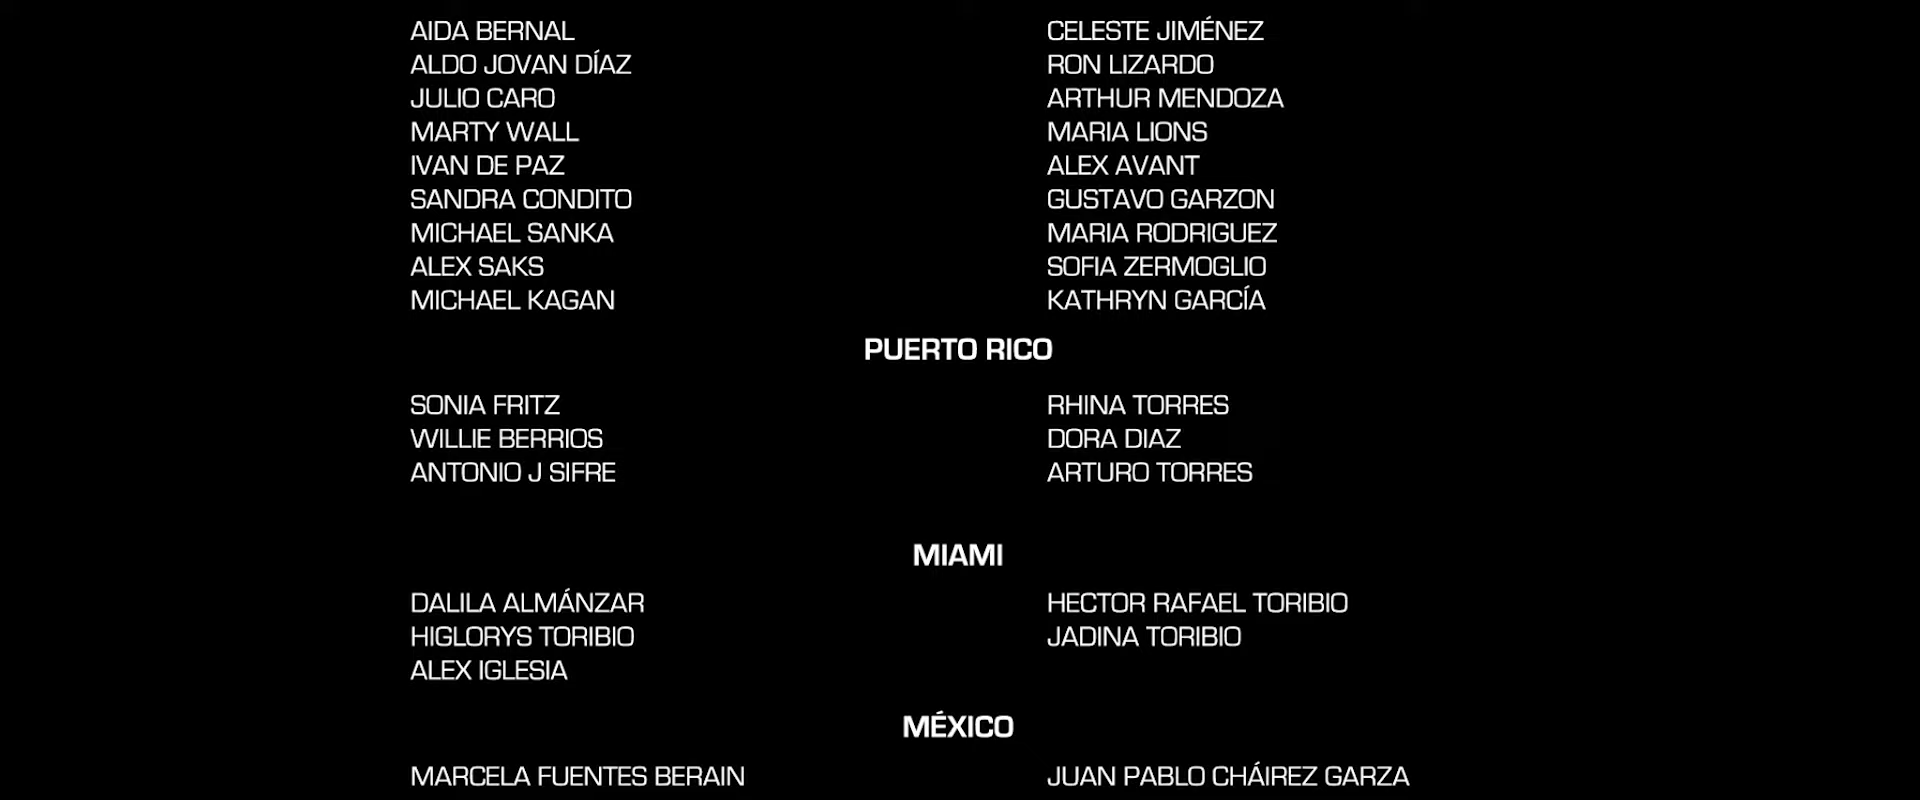 AIDA BERNAL CELESTE JIMÉNEZ
ALDO JOVAN DÍAZ RON LIZARDO
JULIO CARO ARTHUR MENDOZA
MARTY WALL MARIA LIONS
IVAN DE PAZ ALEX AVANT
SANDRA CONDITO GUSTAVO GARZON
MICHAEL SANKA MARIA RODRIGUEZ
ALEX SAKS SOFIA ZERMOGLIO
MICHAEL KAGAN KATHRYN GARCÍA
PUERTO RICO
SONIA FRITZ RHINA TORRES
WILLIE BERRIOS DORA DIAZ
ANTONIO J SIFRE ARTURO TORRES
MIAMI
DALILA ALMÁNZAR HECTOR RAFAEL TORIBIO
HIGLORYS TORIBIO JADINA TORIBIO
ALEX IGLESIA
MÉXICO
MARCELA FUENTES BERAIN JUAN PABLO CHÁIREZ GARZA